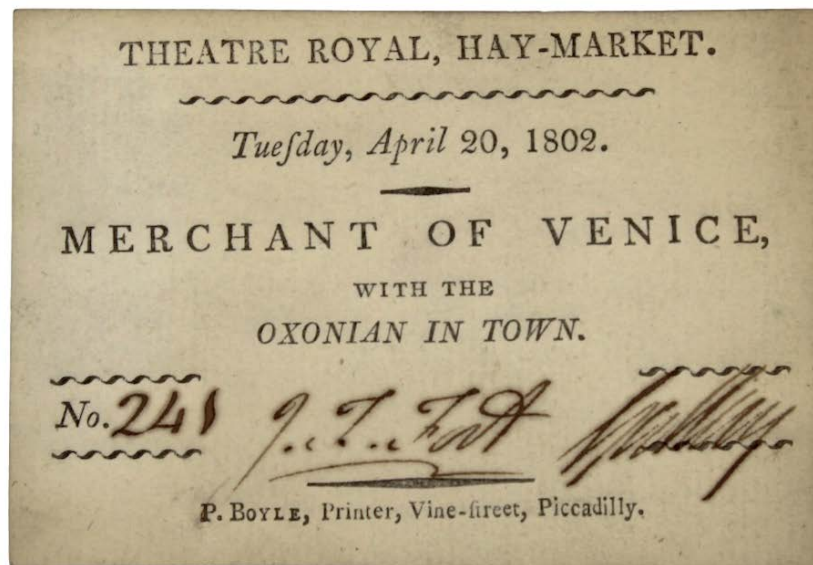 THEATRE ROYAL, HAY-MARKET.
Tueſday, April 20, 1802.
MERCHANT OF VENICE,
WITH THE
OXONIAN IN TOWN.
No. 241 J. T. Fort
P. BOYLE, Printer, Vine-ſtreet, Piccadilly.